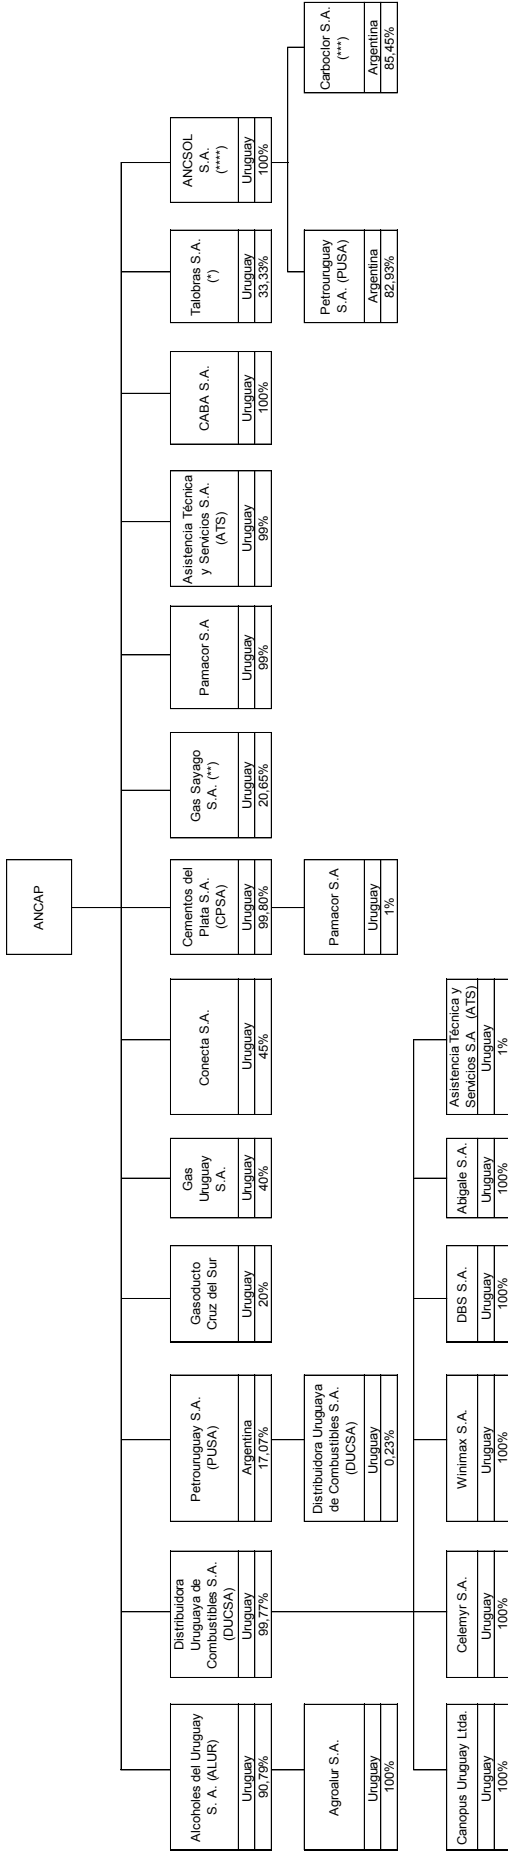 ANCAP
Alcoholes del Uruguay
S. A. (ALUR)
Uruguay
90,79%
Distribuidora
Uruguaya de
Combustibles S.A.
(DUCSA)
Uruguay
99,77%
Petrouruguay S.A.
(PUSA)
Argentina
17,07%
Gasoducto
Cruz del Sur
Uruguay
20%
Gas
Uruguay
S.A.
Uruguay
40%
Conecta S.A.
Uruguay
45%
Cementos del
Plata S.A.
(CPSA)
Uruguay
99,80%
Gas Sayago
S.A. (**)
Uruguay
20,65%
Pamacor S.A
Uruguay
99%
Asistencia Técnica
y Servicios S.A.
(ATS)
Uruguay
99%
CABA S.A.
Uruguay
100%
Talobras S.A.
(*)
Uruguay
33,33%
ANCSOL
S.A.
(****)
Uruguay
100%
Agroalur S.A.
Uruguay
100%
Distribuidora Uruguaya
de Combustibles S.A.
(DUCSA)
Uruguay
0,23%
Pamacor S.A
Uruguay
1%
Petrouruguay
S.A. (PUSA)
Argentina
82,93%
Carboclor S.A.
(***)
Argentina
85,45%
Canopus Uruguay Ltda.
Uruguay
100%
Celemyr S.A.
Uruguay
100%
Winimax S.A.
Uruguay
100%
DBS S.A.
Uruguay
100%
Abigale S.A.
Uruguay
100%
Asistencia Técnica y
Servicios S.A (ATS)
Uruguay
1%